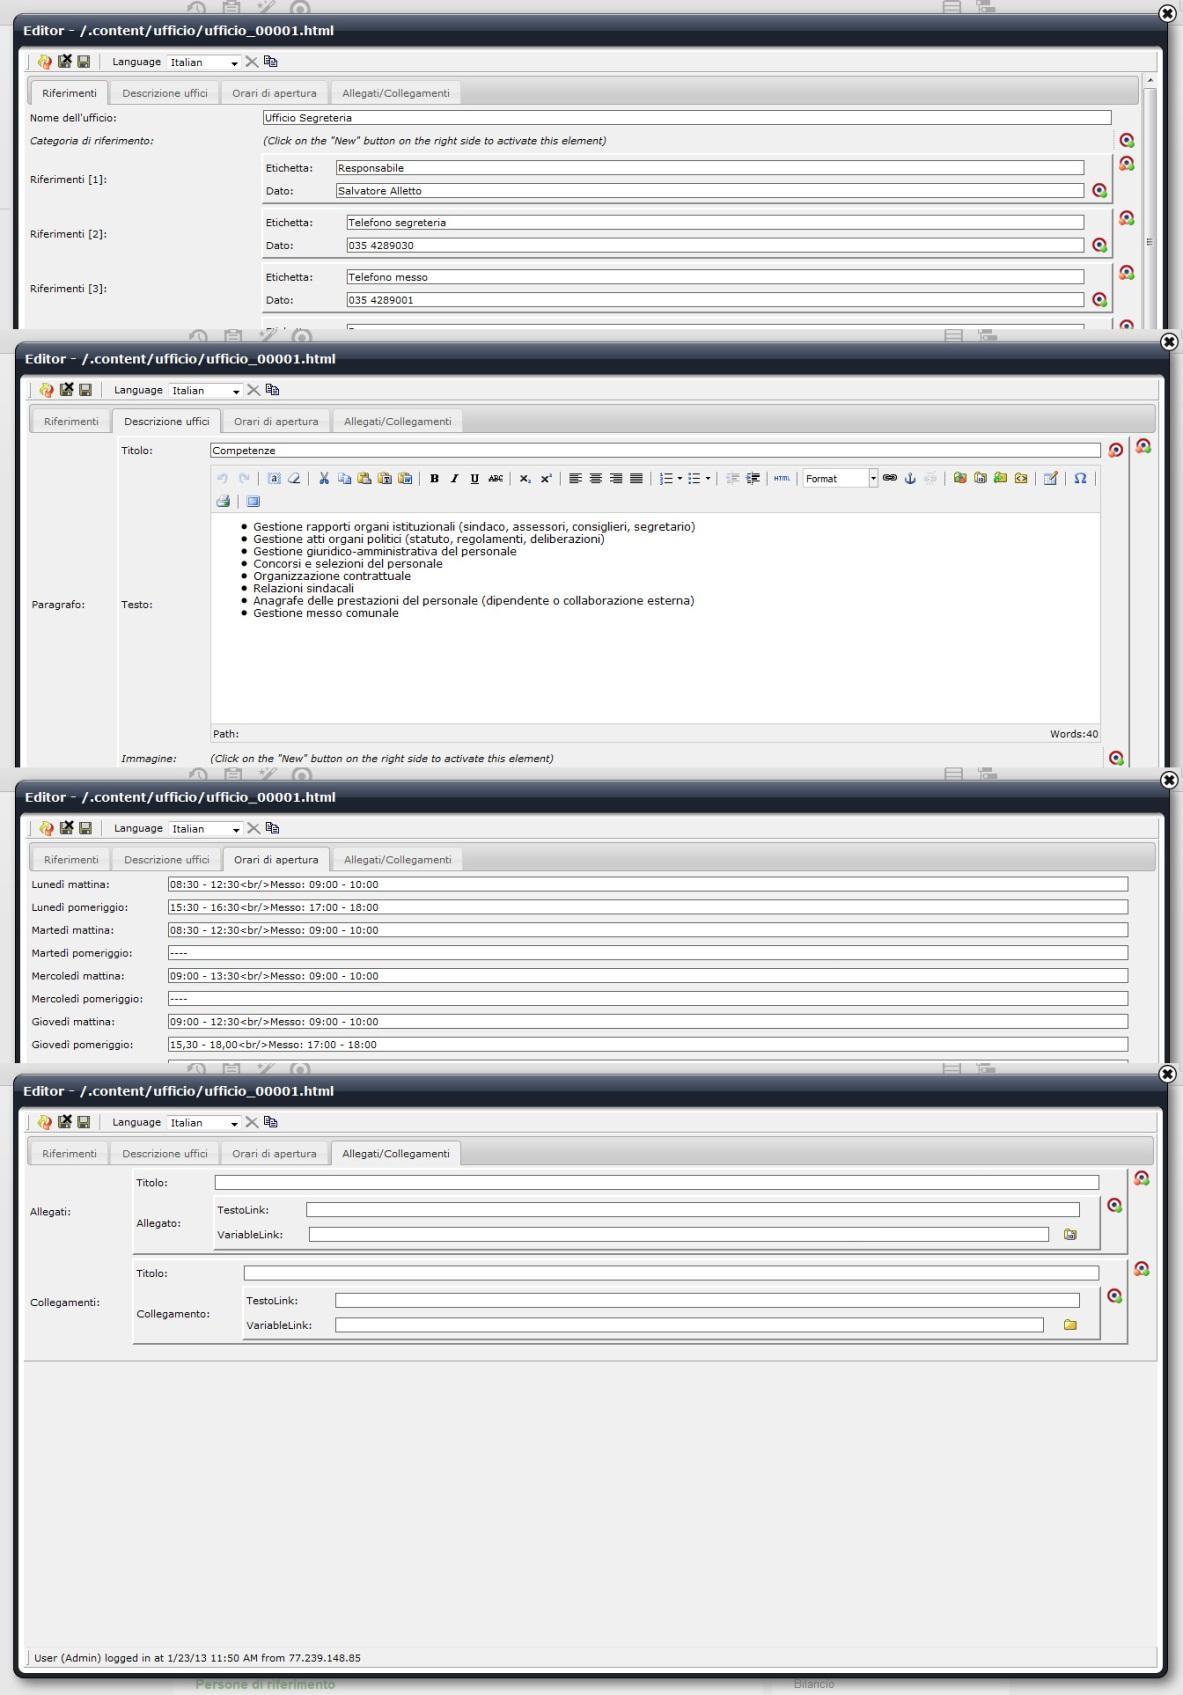 Editor - /.content/ufficio/ufficio_00001.html
Language Italian
Riferimenti Descrizione uffici Orari di apertura Allegati/Collegamenti
Nome dell'ufficio: Ufficio Segreteria
Categoria di riferimento: (Click on the "New" button on the right side to activate this element)
Etichetta: Responsabile
Riferimenti [1]:
Dato: Salvatore Alletto
Etichetta: Telefono segreteria
Riferimenti [2]:
Dato: 035 4289030
Etichetta: Telefono messo
Riferimenti [3]:
Dato: 035 4289001
Editor - /.content/ufficio/ufficio_00001.html
Language Italian
Riferimenti Descrizione uffici Orari di apertura Allegati/Collegamenti
Titolo: Competenze
B I U ABC x, x² HTML Format Ω
• Gestione rapporti organi istituzionali (sindaco, assessori, consiglieri, segretario)
• Gestione atti organi politici (statuto, regolamenti, deliberazioni)
• Gestione giuridico-amministrativa del personale
• Concorsi e selezioni del personale
• Organizzazione contrattuale
• Relazioni sindacali
• Anagrafe delle prestazioni del personale (dipendente o collaborazione esterna)
Paragrafo: Testo:
• Gestione messo comunale
Path: Words:40
Immagine: (Click on the "New" button on the right side to activate this element)
Editor - /.content/ufficio/ufficio_00001.html
Language Italian
Riferimenti Descrizione uffici Orari di apertura Allegati/Collegamenti
Lunedì mattina: 08:30 - 12:30<br/>Messo: 09:00 - 10:00
Lunedì pomeriggio: 15:30 - 16:30<br/>Messo: 17:00 - 18:00
Martedì mattina: 08:30 - 12:30<br/>Messo: 09:00 - 10:00
Martedì pomeriggio: ----
Mercoledì mattina: 09:00 - 13:30<br/>Messo: 09:00 - 10:00
Mercoledì pomeriggio: ----
Giovedì mattina: 09:00 - 12:30<br/>Messo: 09:00 - 10:00
Giovedì pomeriggio: 15,30 - 18,00<br/>Messo: 17:00 - 18:00
Editor - /.content/ufficio/ufficio_00001.html
Language Italian
Riferimenti Descrizione uffici Orari di apertura Allegati/Collegamenti
Titolo:
Allegati:
TestoLink:
Allegato:
VariableLink:
Titolo:
Collegamenti:
TestoLink:
Collegamento:
VariableLink:
User (Admin) logged in at 1/23/13 11:50 AM from 77.239.148.85
Persone di riferimento Bilancio